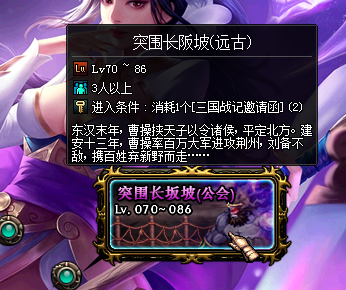 突围长阪坡(远古)
Lv Lv70 ~ 86
3人以上
进入条件：消耗1个[三国战记邀请函] (2)
东汉末年，曹操挟天子以令诸侯，平定北方。建
安十三年，曹操率百万大军进攻荆州，刘备不
敌，携百姓弃新野而走……
突围长坂坡(公会)
Lv. 070~086